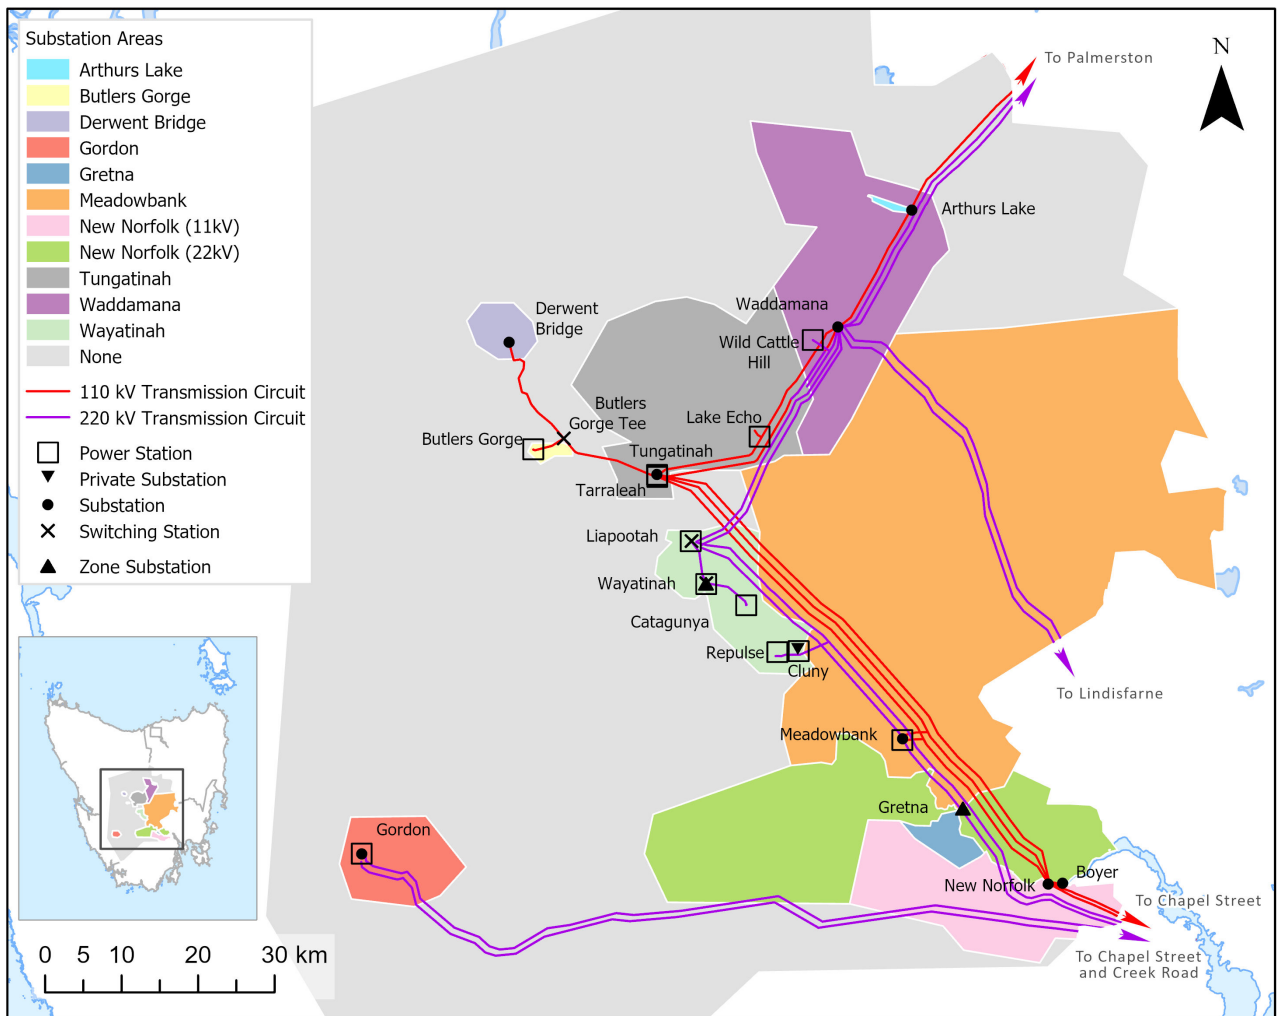 Substation Areas
Arthurs Lake
Butlers Gorge
Derwent Bridge
Gordon
Gretna
Meadowbank
New Norfolk (11kV)
New Norfolk (22kV)
Tungatinah
Waddamana
Wayatinah
None
110 kV Transmission Circuit
220 kV Transmission Circuit
Power Station
Private Substation
Substation
Switching Station
Zone Substation
0 5 10 20 30 km
To Palmerston
N
Arthurs Lake
Waddamana
Wild Cattle
Hill
Derwent
Bridge
Butlers
Gorge Tee
Butlers Gorge
Lake Echo
Tungatinah
Tarraleah
Liapootah
Wayatinah
Catagunya
Repulse
Cluny
To Lindisfarne
Meadowbank
Gretna
Gordon
New Norfolk
Boyer
To Chapel Street
To Chapel Street
and Creek Road